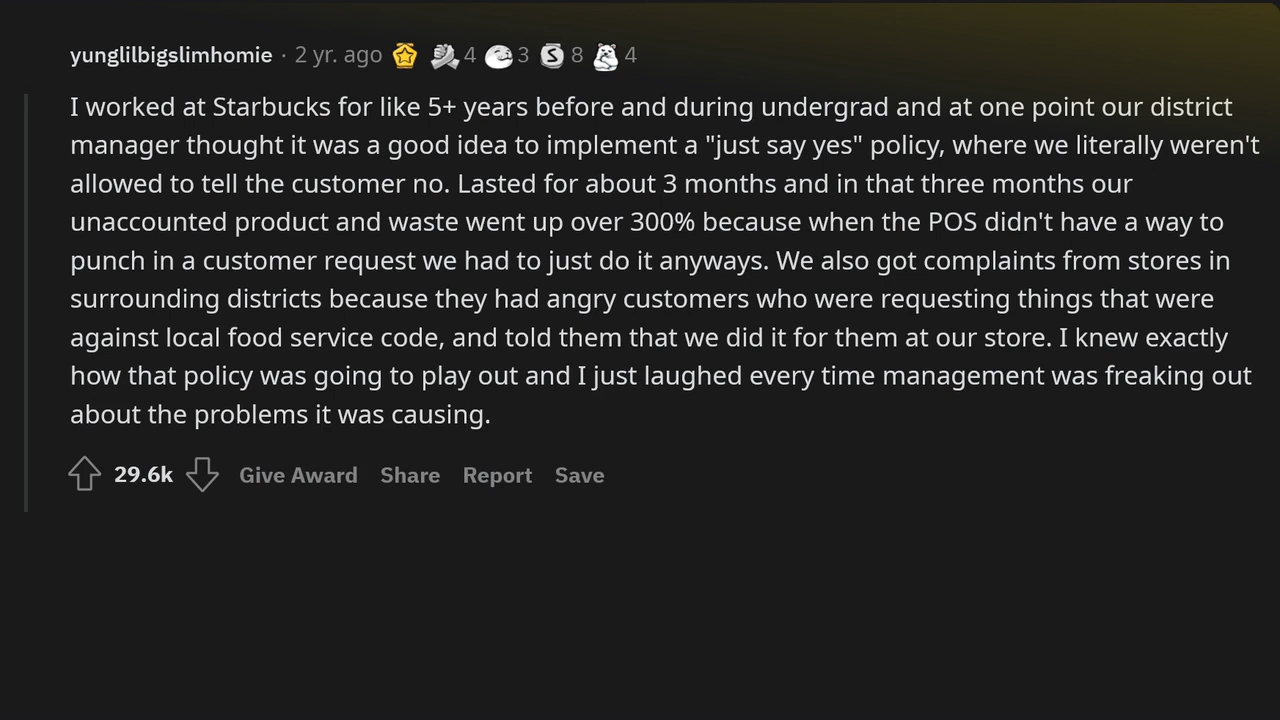 yunglilbigslimhomie · 2 yr. ago 4 3 S 8 4
I worked at Starbucks for like 5+ years before and during undergrad and at one point our district
manager thought it was a good idea to implement a "just say yes" policy, where we literally weren't
allowed to tell the customer no. Lasted for about 3 months and in that three months our
unaccounted product and waste went up over 300% because when the POS didn't have a way to
punch in a customer request we had to just do it anyways. We also got complaints from stores in
surrounding districts because they had angry customers who were requesting things that were
against local food service code, and told them that we did it for them at our store. I knew exactly
how that policy was going to play out and I just laughed every time management was freaking out
about the problems it was causing.
29.6k Give Award Share Report Save